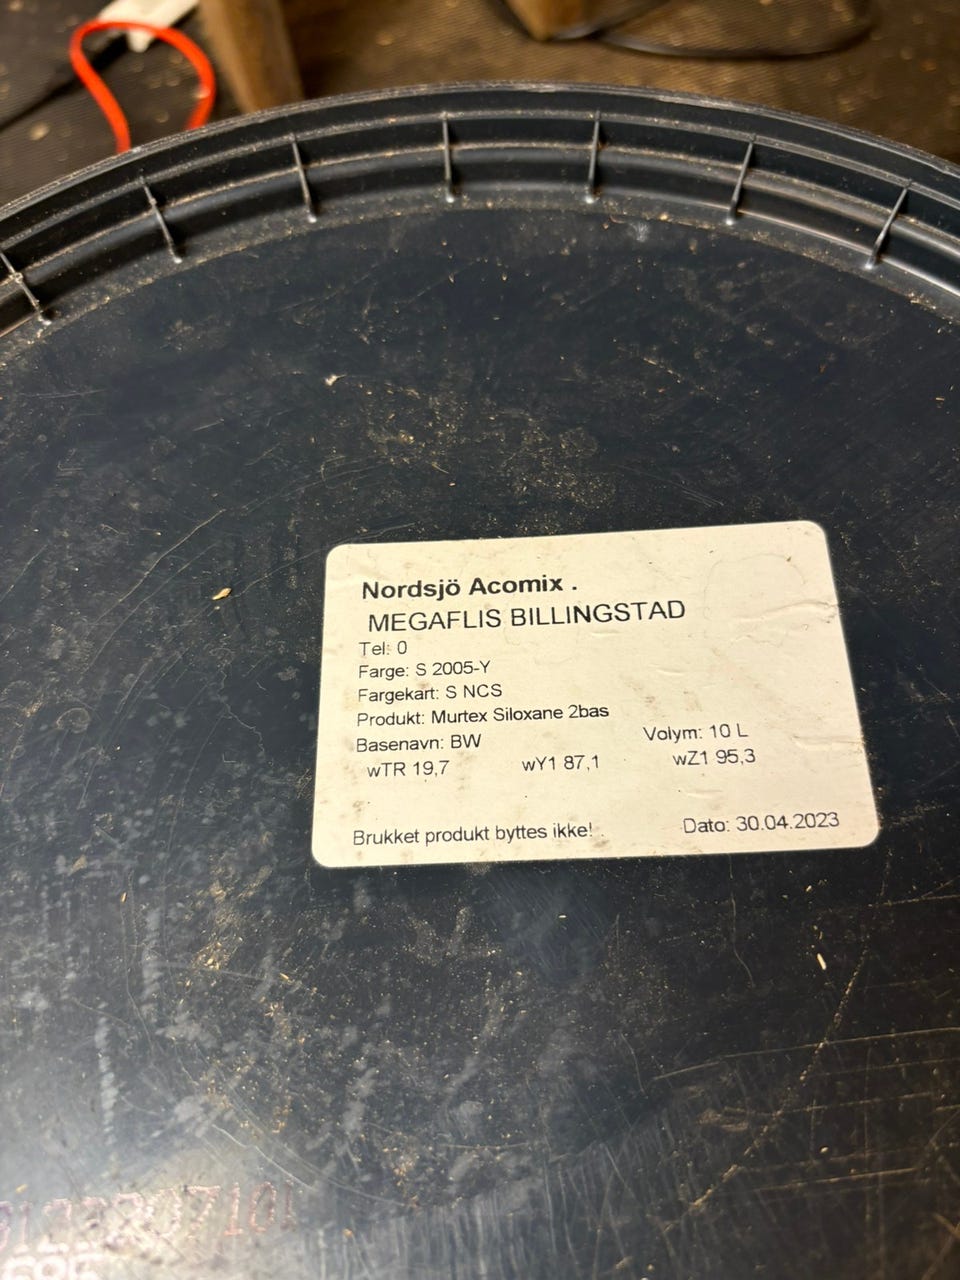 Nordsjö Acomix .
MEGAFLIS BILLINGSTAD
Tel: 0
Farge: S 2005-Y
Fargekart: S NCS
Produkt: Murtex Siloxane 2bas
Basenavn: BW Volym: 10 L
wTR 19,7 wY1 87,1 wZ1 95,3
Brukket produkt byttes ikke! Dato: 30.04.2023